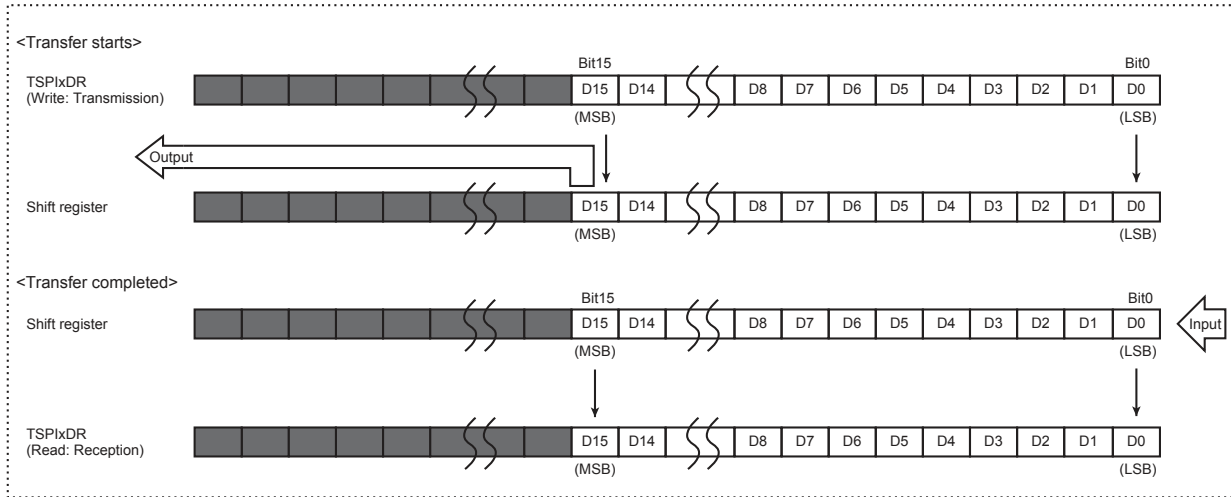 <Transfer starts>
Bit15 Bit0
TSPIxDR
(Write: Transmission)
D15 D14 D8 D7 D6 D5 D4 D3 D2 D1 D0
(MSB) (LSB)
Output
Shift register
D15 D14 D8 D7 D6 D5 D4 D3 D2 D1 D0
(MSB) (LSB)
<Transfer completed>
Bit15 Bit0
Shift register
D15 D14 D8 D7 D6 D5 D4 D3 D2 D1 D0
Input
(MSB) (LSB)
TSPIxDR
(Read: Reception)
D15 D14 D8 D7 D6 D5 D4 D3 D2 D1 D0
(MSB) (LSB)